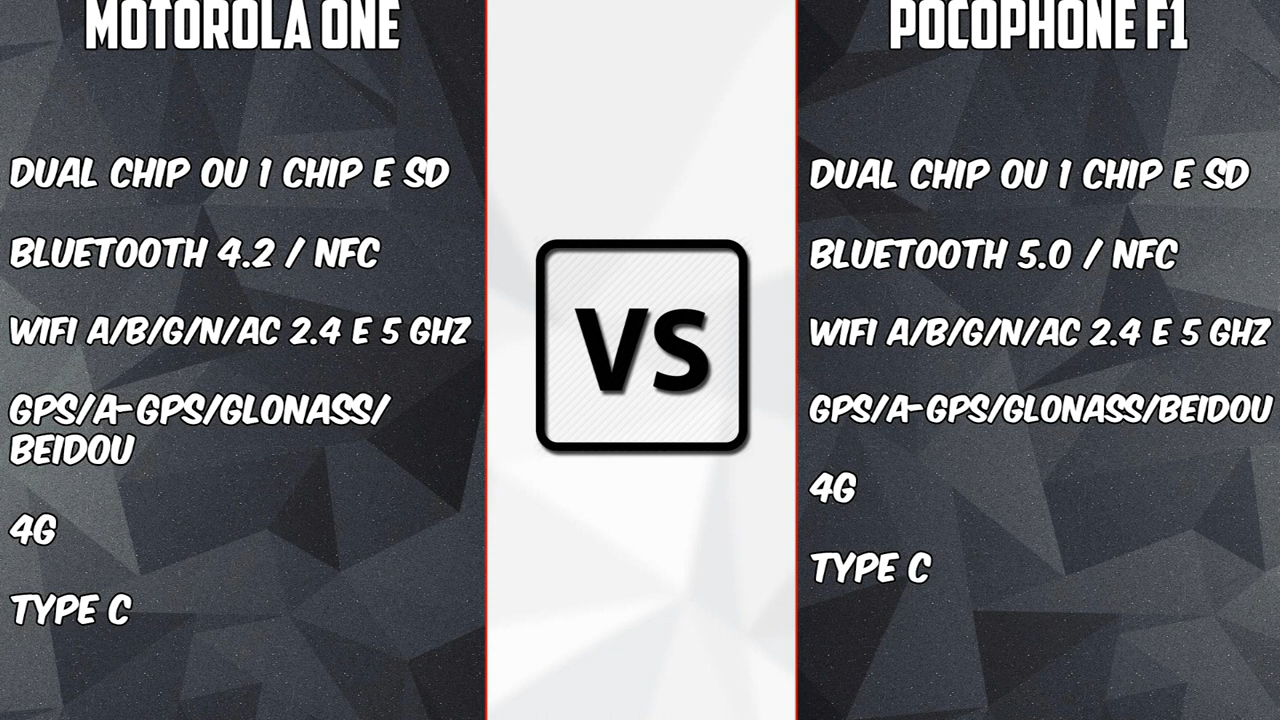 MOTOROLA ONE
DUAL CHIP OU 1 CHIP E SD
BLUETOOTH 4.2 / NFC
WIFI A/B/G/N/AC 2.4 E 5 GHZ
GPS/A-GPS/GLONASS/
BEIDOU
4G
TYPE C
VS
POCOPHONE F1
DUAL CHIP OU 1 CHIP E SD
BLUETOOTH 5.0 / NFC
WIFI A/B/G/N/AC 2.4 E 5 GHZ
GPS/A-GPS/GLONASS/BEIDOU
4G
TYPE C